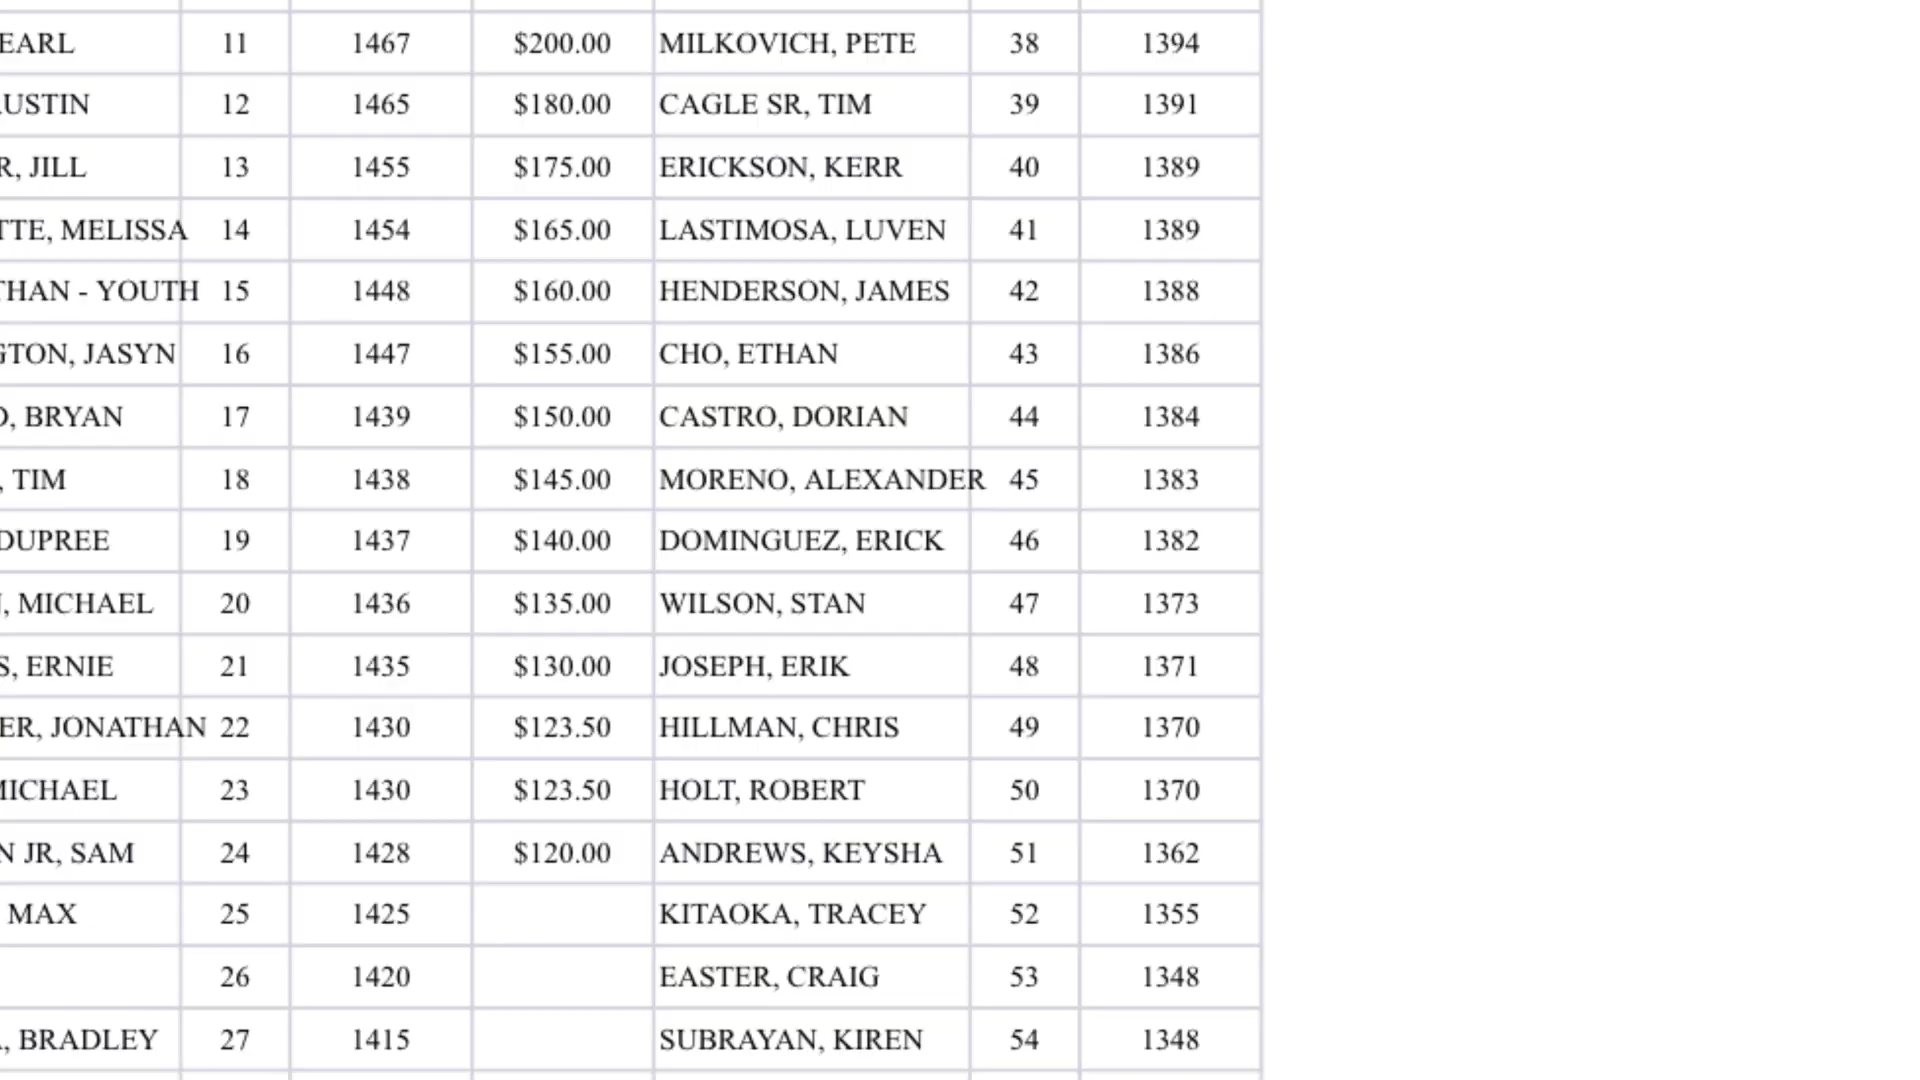 EARL 11 1467 $200.00 MILKOVICH, PETE 38 1394
USTIN 12 1465 $180.00 CAGLE SR, TIM 39 1391
R, JILL 13 1455 $175.00 ERICKSON, KERR 40 1389
TTE, MELISSA 14 1454 $165.00 LASTIMOSA, LUVEN 41 1389
THAN - YOUTH 15 1448 $160.00 HENDERSON, JAMES 42 1388
GTON, JASYN 16 1447 $155.00 CHO, ETHAN 43 1386
, BRYAN 17 1439 $150.00 CASTRO, DORIAN 44 1384
, TIM 18 1438 $145.00 MORENO, ALEXANDER 45 1383
DUPREE 19 1437 $140.00 DOMINGUEZ, ERICK 46 1382
, MICHAEL 20 1436 $135.00 WILSON, STAN 47 1373
S, ERNIE 21 1435 $130.00 JOSEPH, ERIK 48 1371
ER, JONATHAN 22 1430 $123.50 HILLMAN, CHRIS 49 1370
MICHAEL 23 1430 $123.50 HOLT, ROBERT 50 1370
N JR, SAM 24 1428 $120.00 ANDREWS, KEYSHA 51 1362
MAX 25 1425 KITAOKA, TRACEY 52 1355
26 1420 EASTER, CRAIG 53 1348
, BRADLEY 27 1415 SUBRAYAN, KIREN 54 1348